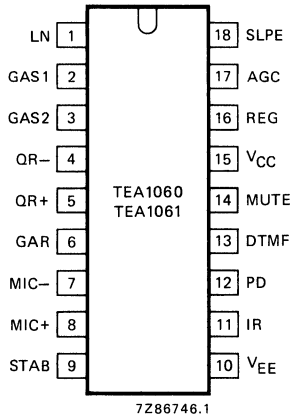 LN 1 18 SLPE
GAS1 2 17 AGC
GAS2 3 16 REG
QR− 4 15 VCC
QR+ 5 14 MUTE
TEA1060
TEA1061
GAR 6 13 DTMF
MIC− 7 12 PD
MIC+ 8 11 IR
STAB 9 10 VEE
7Z86746.1